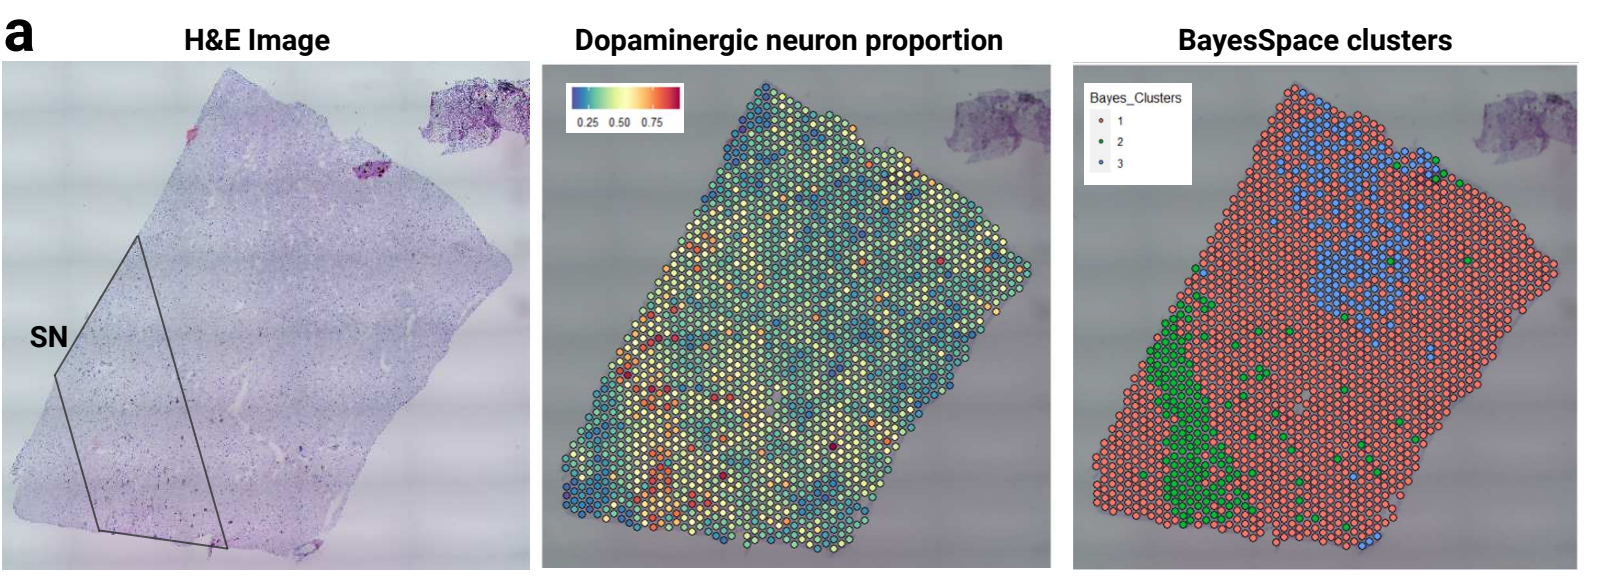 a
H&E Image
Dopaminergic neuron proportion
BayesSpace clusters
SN
0.25 0.50 0.75
Bayes_Clusters
1
2
3